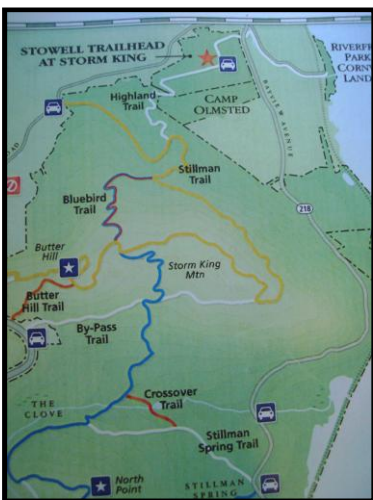 STOWELL TRAILHEAD
AT STORM KING
RIVERFR
PARK
CORNW
LAND
Highland
Trail
CAMP
OLMSTED
BAYVIEW AVENUE
Stillman
Trail
Bluebird
Trail
218
Butter
Hill
Storm King
Mtn
Butter
Hill Trail
By-Pass
Trail
THE
CLOVE
Crossover
Trail
Stillman
Spring Trail
North
Point
STILLMAN
SPRING